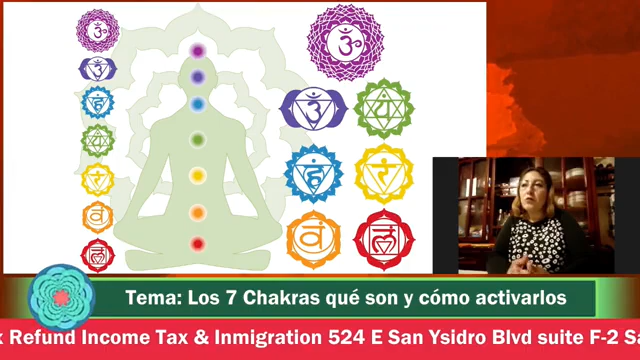 ॐ
ॐ
हं
यं
रं
वं
लं
ॐ
ॐ
यं
हं
रं
वं
लं
Tema: Los 7 Chakras qué son y cómo activarlos
x Refund Income Tax & Inmigration 524 E San Ysidro Blvd suite F-2 Sa